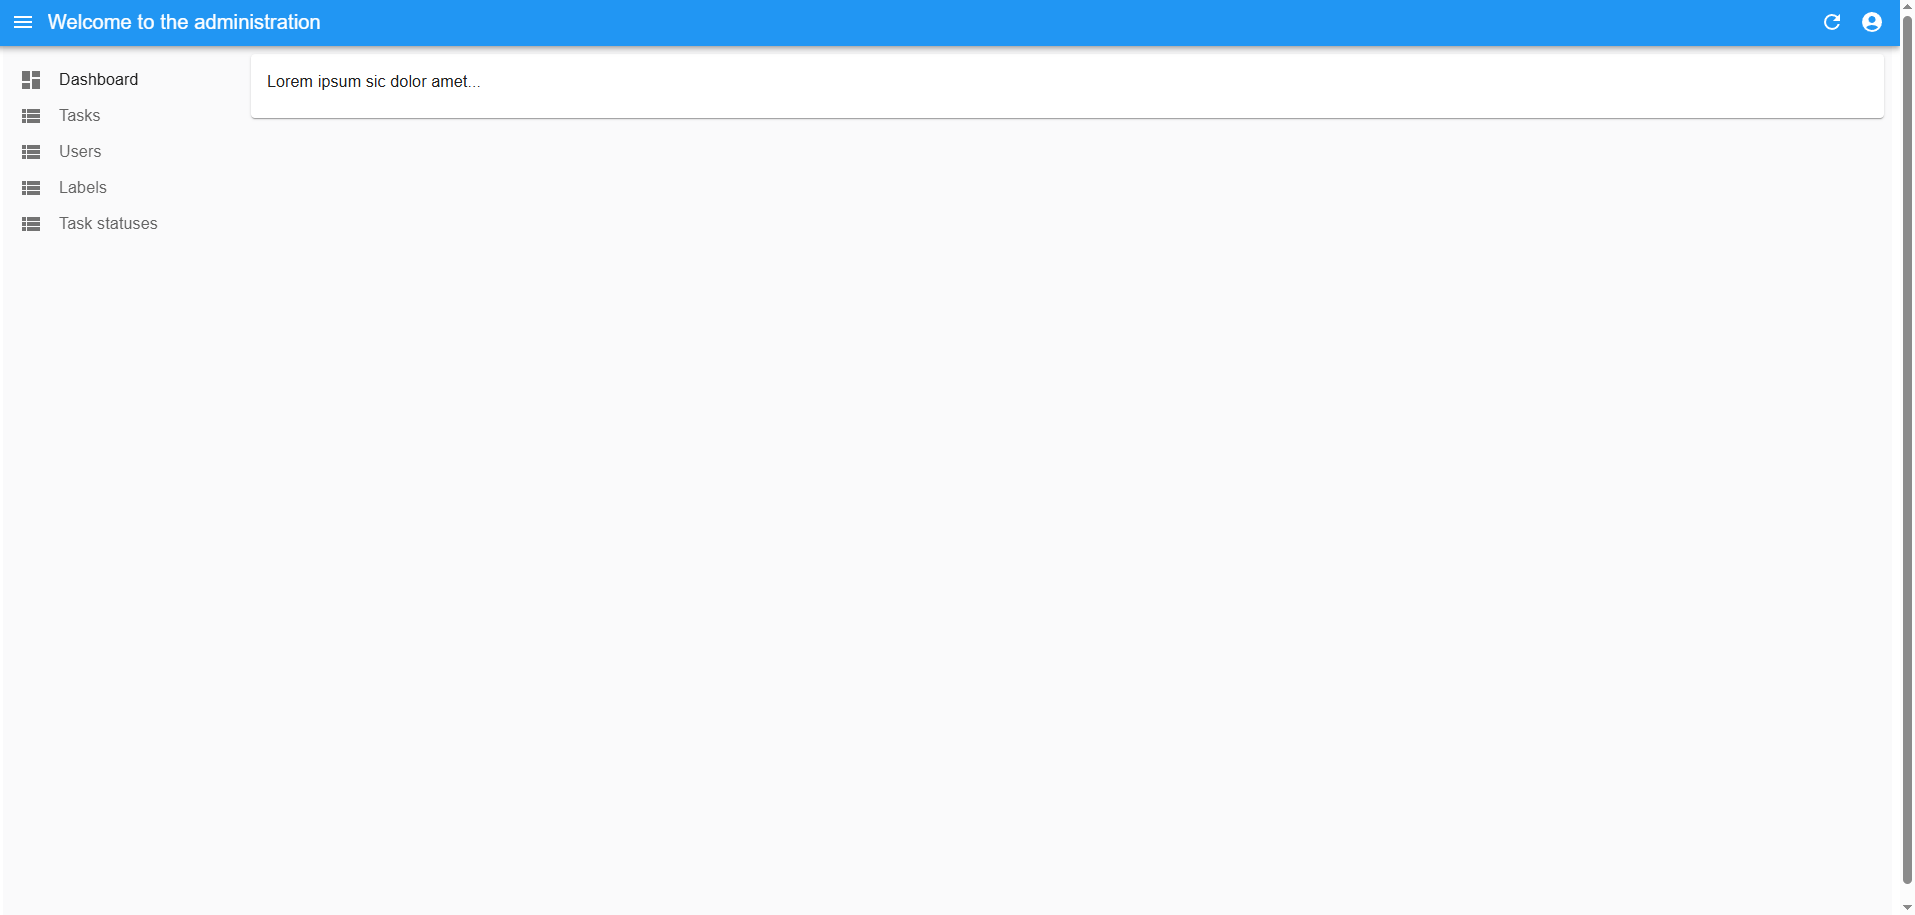 Welcome to the administration
Dashboard
Tasks
Users
Labels
Task statuses
Lorem ipsum sic dolor amet...